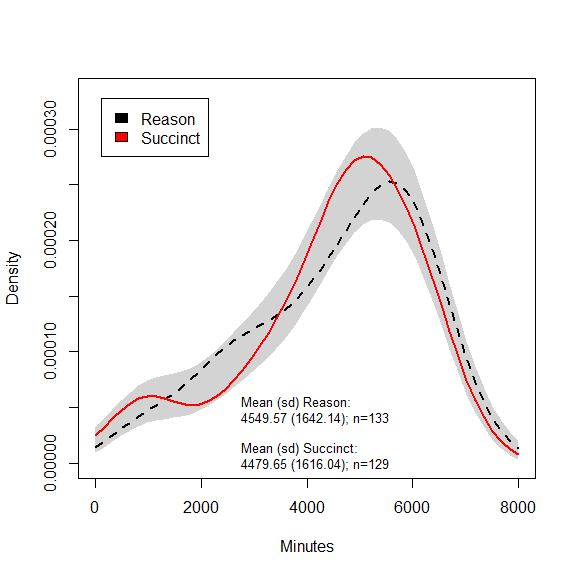 Reason
Succinct
0.00030
0.00020
0.00010
0.00000
Density
Mean (sd) Reason:
4549.57 (1642.14); n=133
Mean (sd) Succinct:
4479.65 (1616.04); n=129
0 2000 4000 6000 8000
Minutes